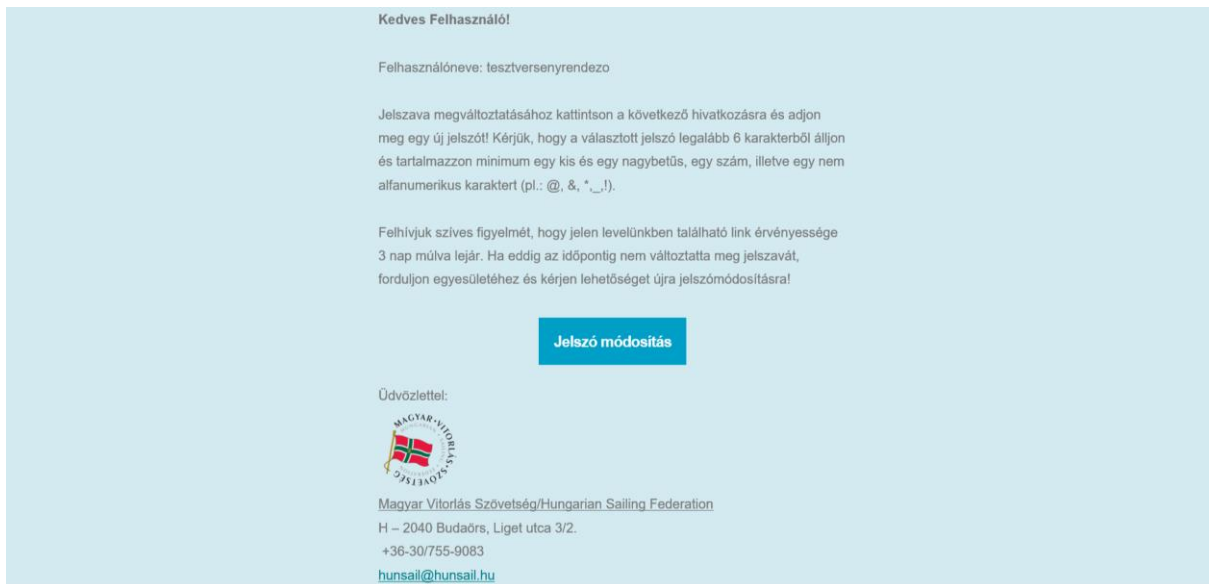 Kedves Felhasználó!
Felhasználóneve: tesztversenyrendezo
Jelszava megváltoztatásához kattintson a következő hivatkozásra és adjon
meg egy új jelszót! Kérjük, hogy a választott jelszó legalább 6 karakterből álljon
és tartalmazzon minimum egy kis és egy nagybetűs, egy szám, illetve egy nem
alfanumerikus karaktert (pl.: @, &, *,_,!).
Felhívjuk szíves figyelmét, hogy jelen levelünkben található link érvényessége
3 nap múlva lejár. Ha eddig az időpontig nem változtatta meg jelszavát,
forduljon egyesületéhez és kérjen lehetőséget újra jelszómódosításra!
Jelszó módosítás
Üdvözlettel:
MAGYAR·VITORLÁS·SZÖVETSÉG
Magyar Vitorlás Szövetség/Hungarian Sailing Federation
H – 2040 Budaörs, Liget utca 3/2.
+36-30/755-9083
hunsail@hunsail.hu